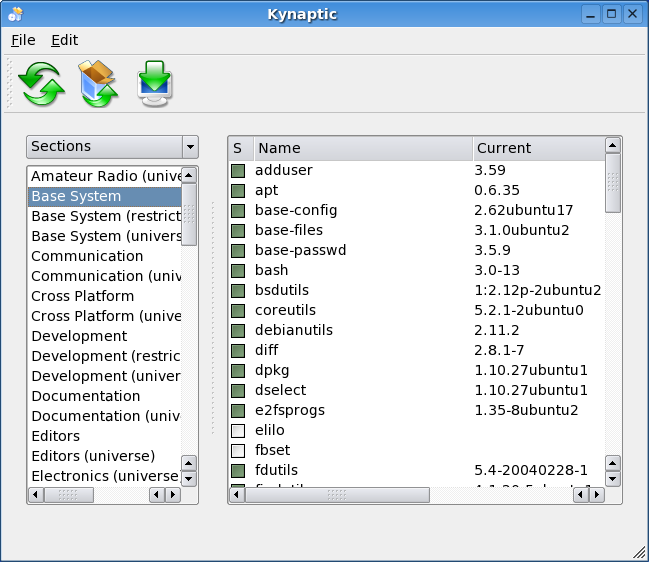 Kynaptic
File Edit
Sections
Amateur Radio (unive
Base System
Base System (restrict
Base System (univers
Communication
Communication (univ
Cross Platform
Cross Platform (unive
Development
Development (restric
Development (univer
Documentation
Documentation (univ
Editors
Editors (universe)
Electronics (universe
S Name Current
adduser 3.59
apt 0.6.35
base-config 2.62ubuntu17
base-files 3.1.0ubuntu2
base-passwd 3.5.9
bash 3.0-13
bsdutils 1:2.12p-2ubuntu2
coreutils 5.2.1-2ubuntu0
debianutils 2.11.2
diff 2.8.1-7
dpkg 1.10.27ubuntu1
dselect 1.10.27ubuntu1
e2fsprogs 1.35-8ubuntu2
elilo
fbset
fdutils 5.4-20040228-1